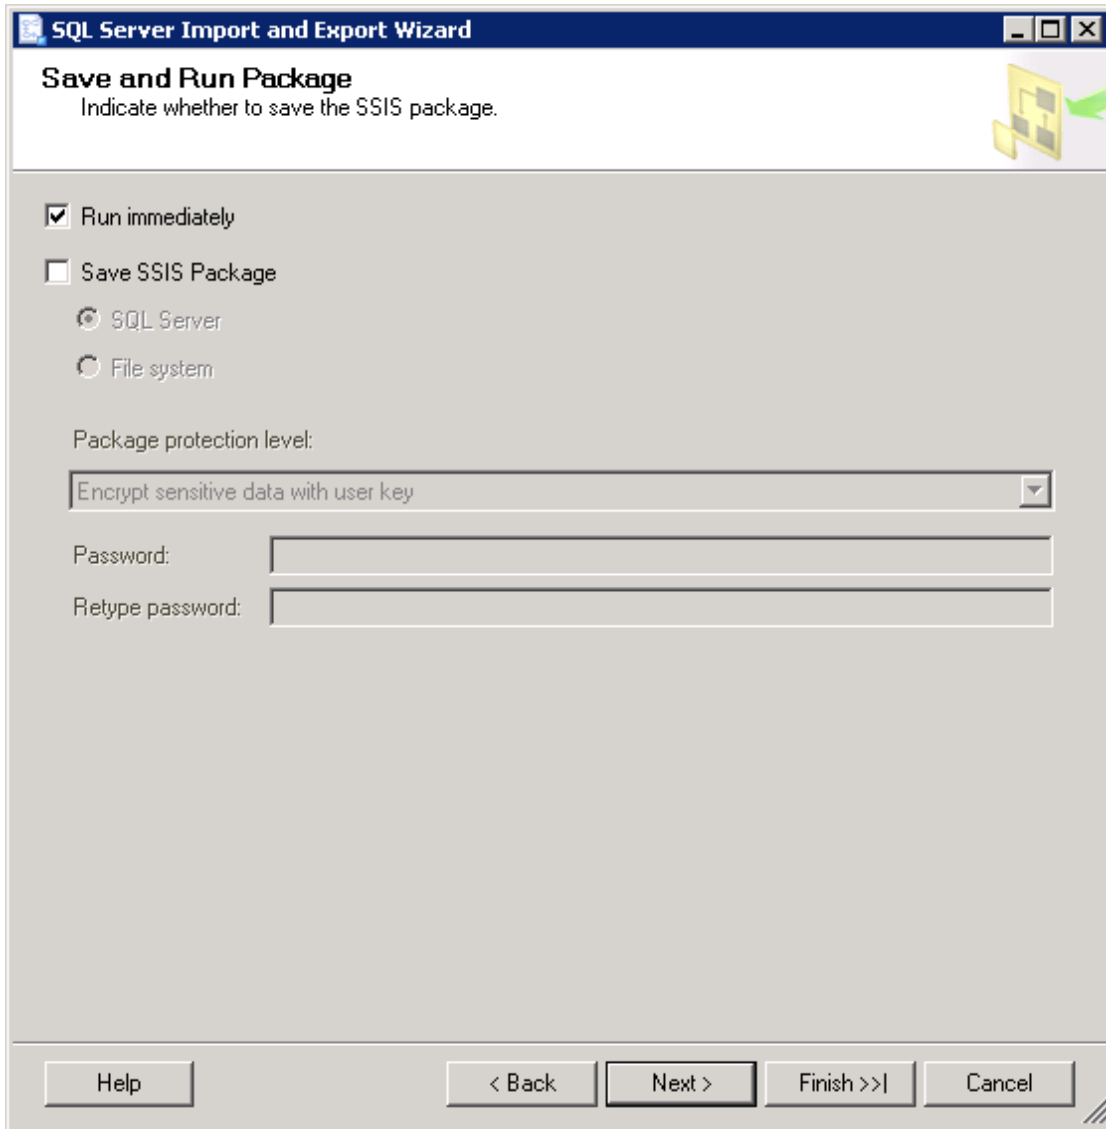 SQL Server Import and Export Wizard
Save and Run Package
Indicate whether to save the SSIS package.
Run immediately
Save SSIS Package
SQL Server
File system
Package protection level:
Encrypt sensitive data with user key
Password:
Retype password:
Help
< Back
Next >
Finish >>|
Cancel